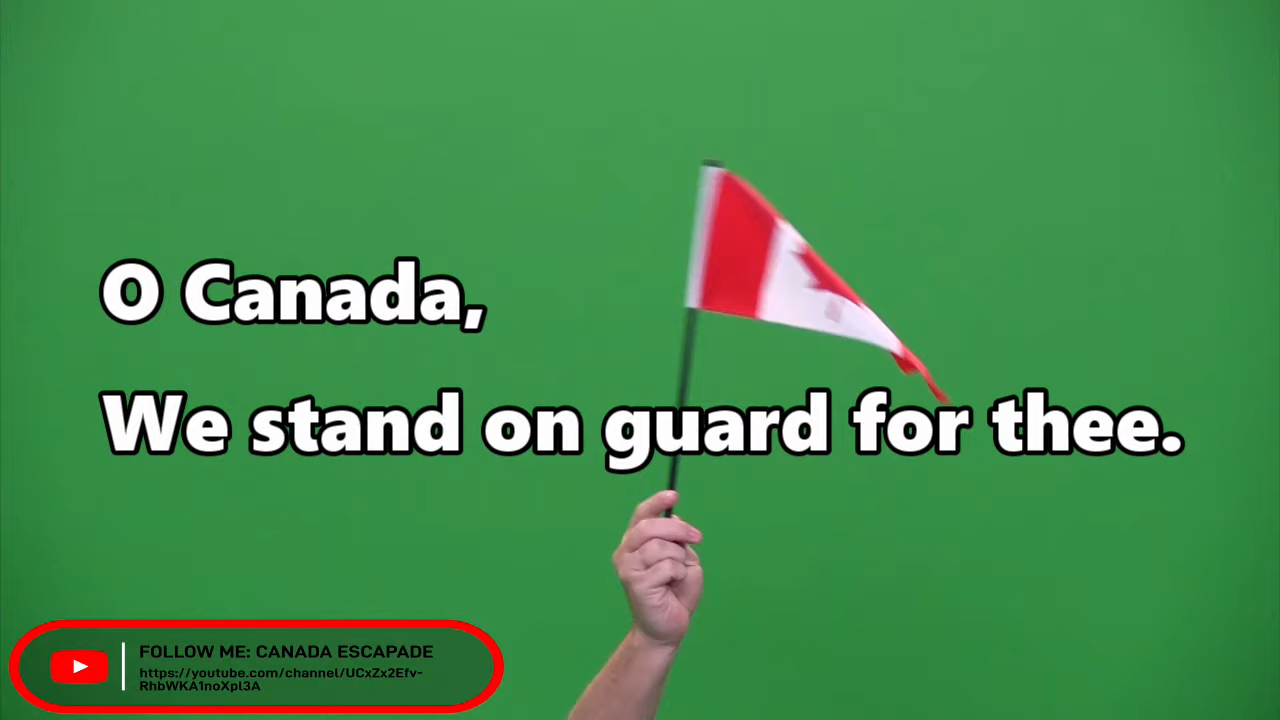 O Canada,
We stand on guard for thee.
FOLLOW ME: CANADA ESCAPADE
https://youtube.com/channel/UCxZx2Efv-
RhbWKA1noXpl3A